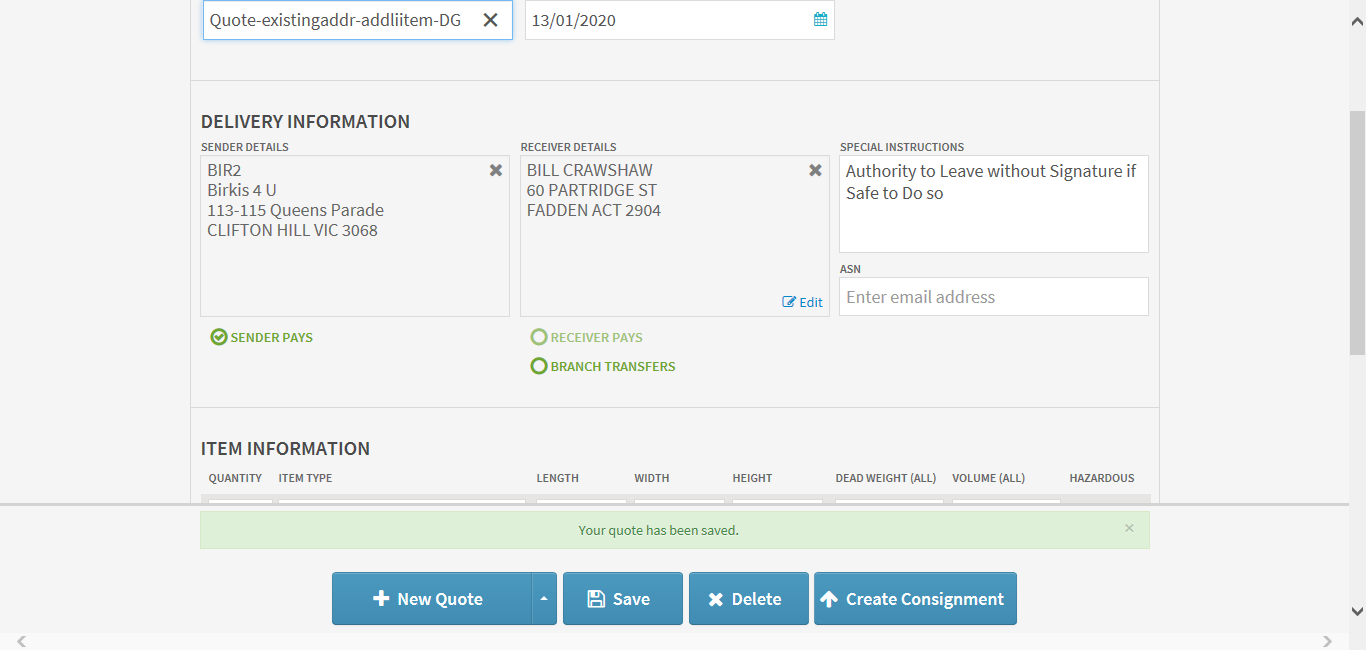 Quote-existingaddr-addliitem-DG
13/01/2020
DELIVERY INFORMATION
SENDER DETAILS
BIR2
Birkis 4 U
113-115 Queens Parade
CLIFTON HILL VIC 3068
SENDER PAYS
RECEIVER DETAILS
BILL CRAWSHAW
60 PARTRIDGE ST
FADDEN ACT 2904
Edit
RECEIVER PAYS
BRANCH TRANSFERS
SPECIAL INSTRUCTIONS
Authority to Leave without Signature if
Safe to Do so
ASN
Enter email address
ITEM INFORMATION
QUANTITY ITEM TYPE LENGTH WIDTH HEIGHT DEAD WEIGHT (ALL) VOLUME (ALL) HAZARDOUS
Your quote has been saved.
New Quote
Save
Delete
Create Consignment